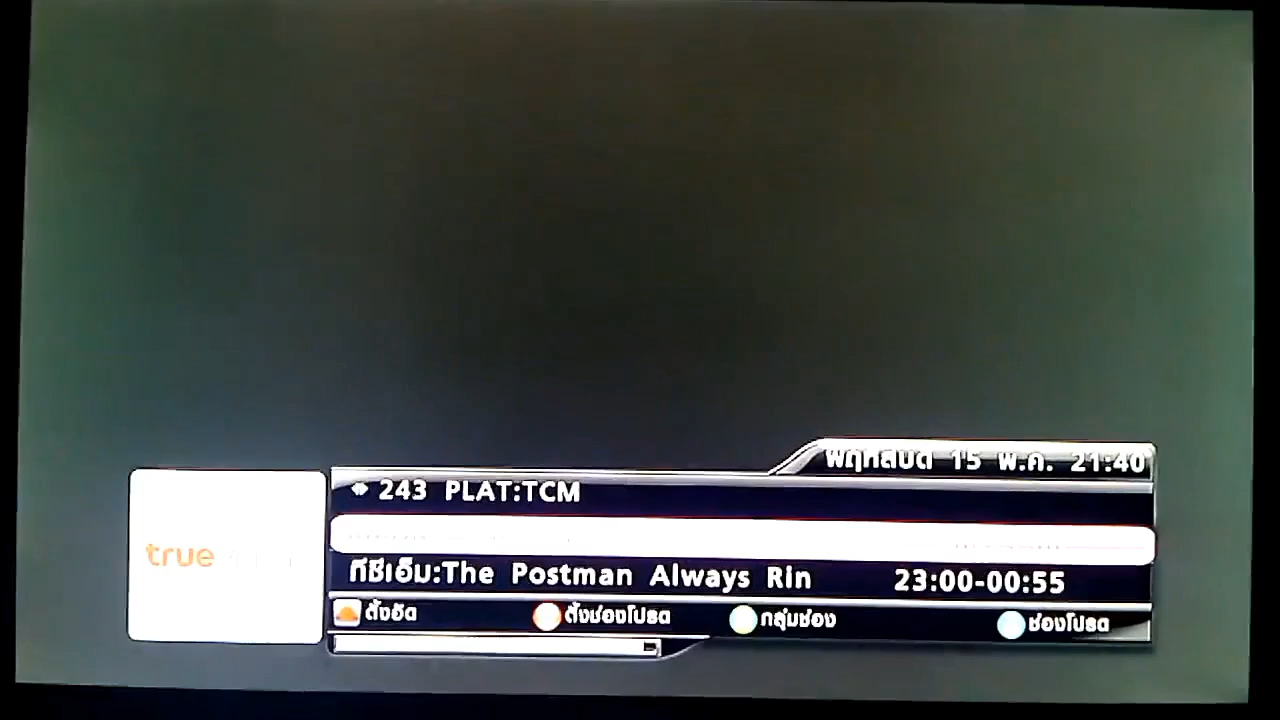 พฤหัสบดี 15 พ.ค. 21:40
243 PLAT:TCM
true
ทีซีเอ็ม:The Postman Always Rin 23:00-00:55
ตั้งอัด ตั้งช่องโปรด กลุ่มช่อง ช่องโปรด